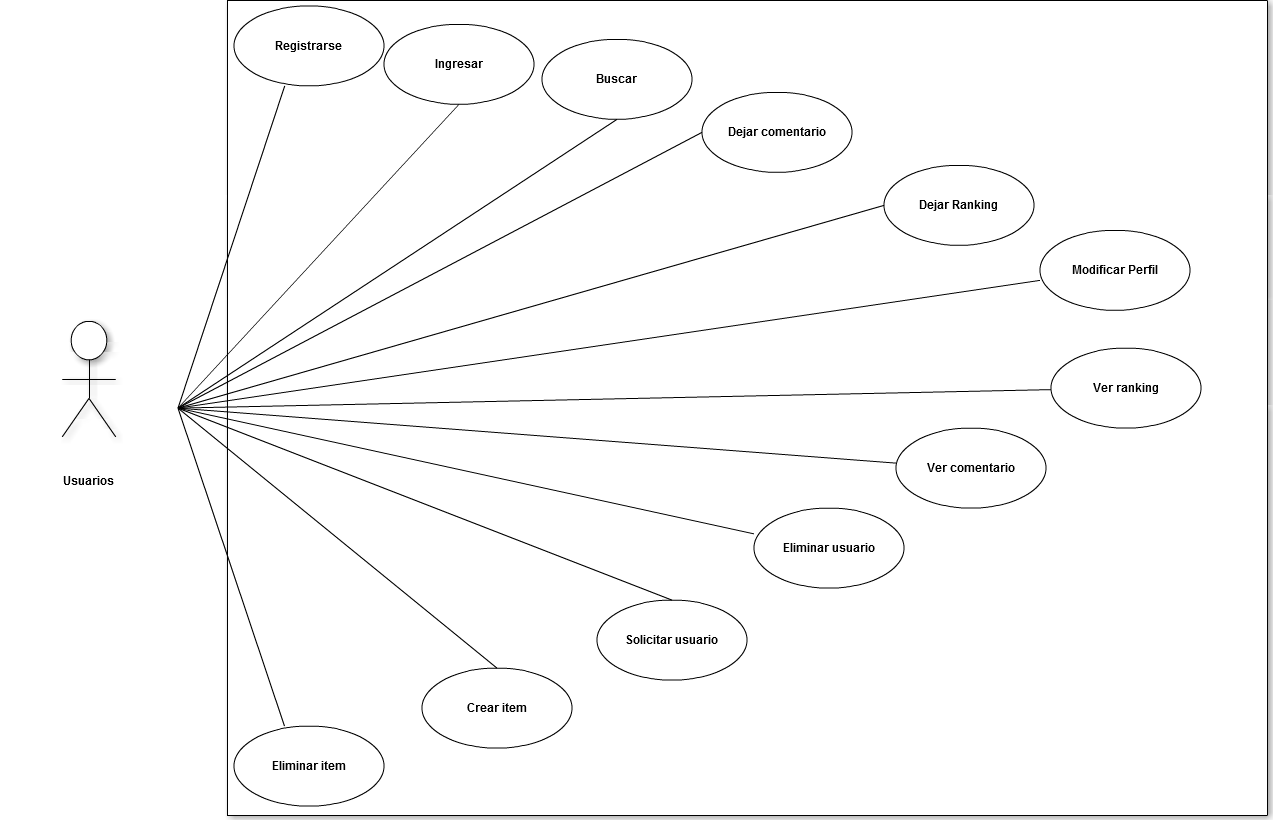 Registrarse
Ingresar
Buscar
Dejar comentario
Dejar Ranking
Modificar Perfil
Ver ranking
Ver comentario
Usuarios
Eliminar usuario
Solicitar usuario
Crear item
Eliminar item